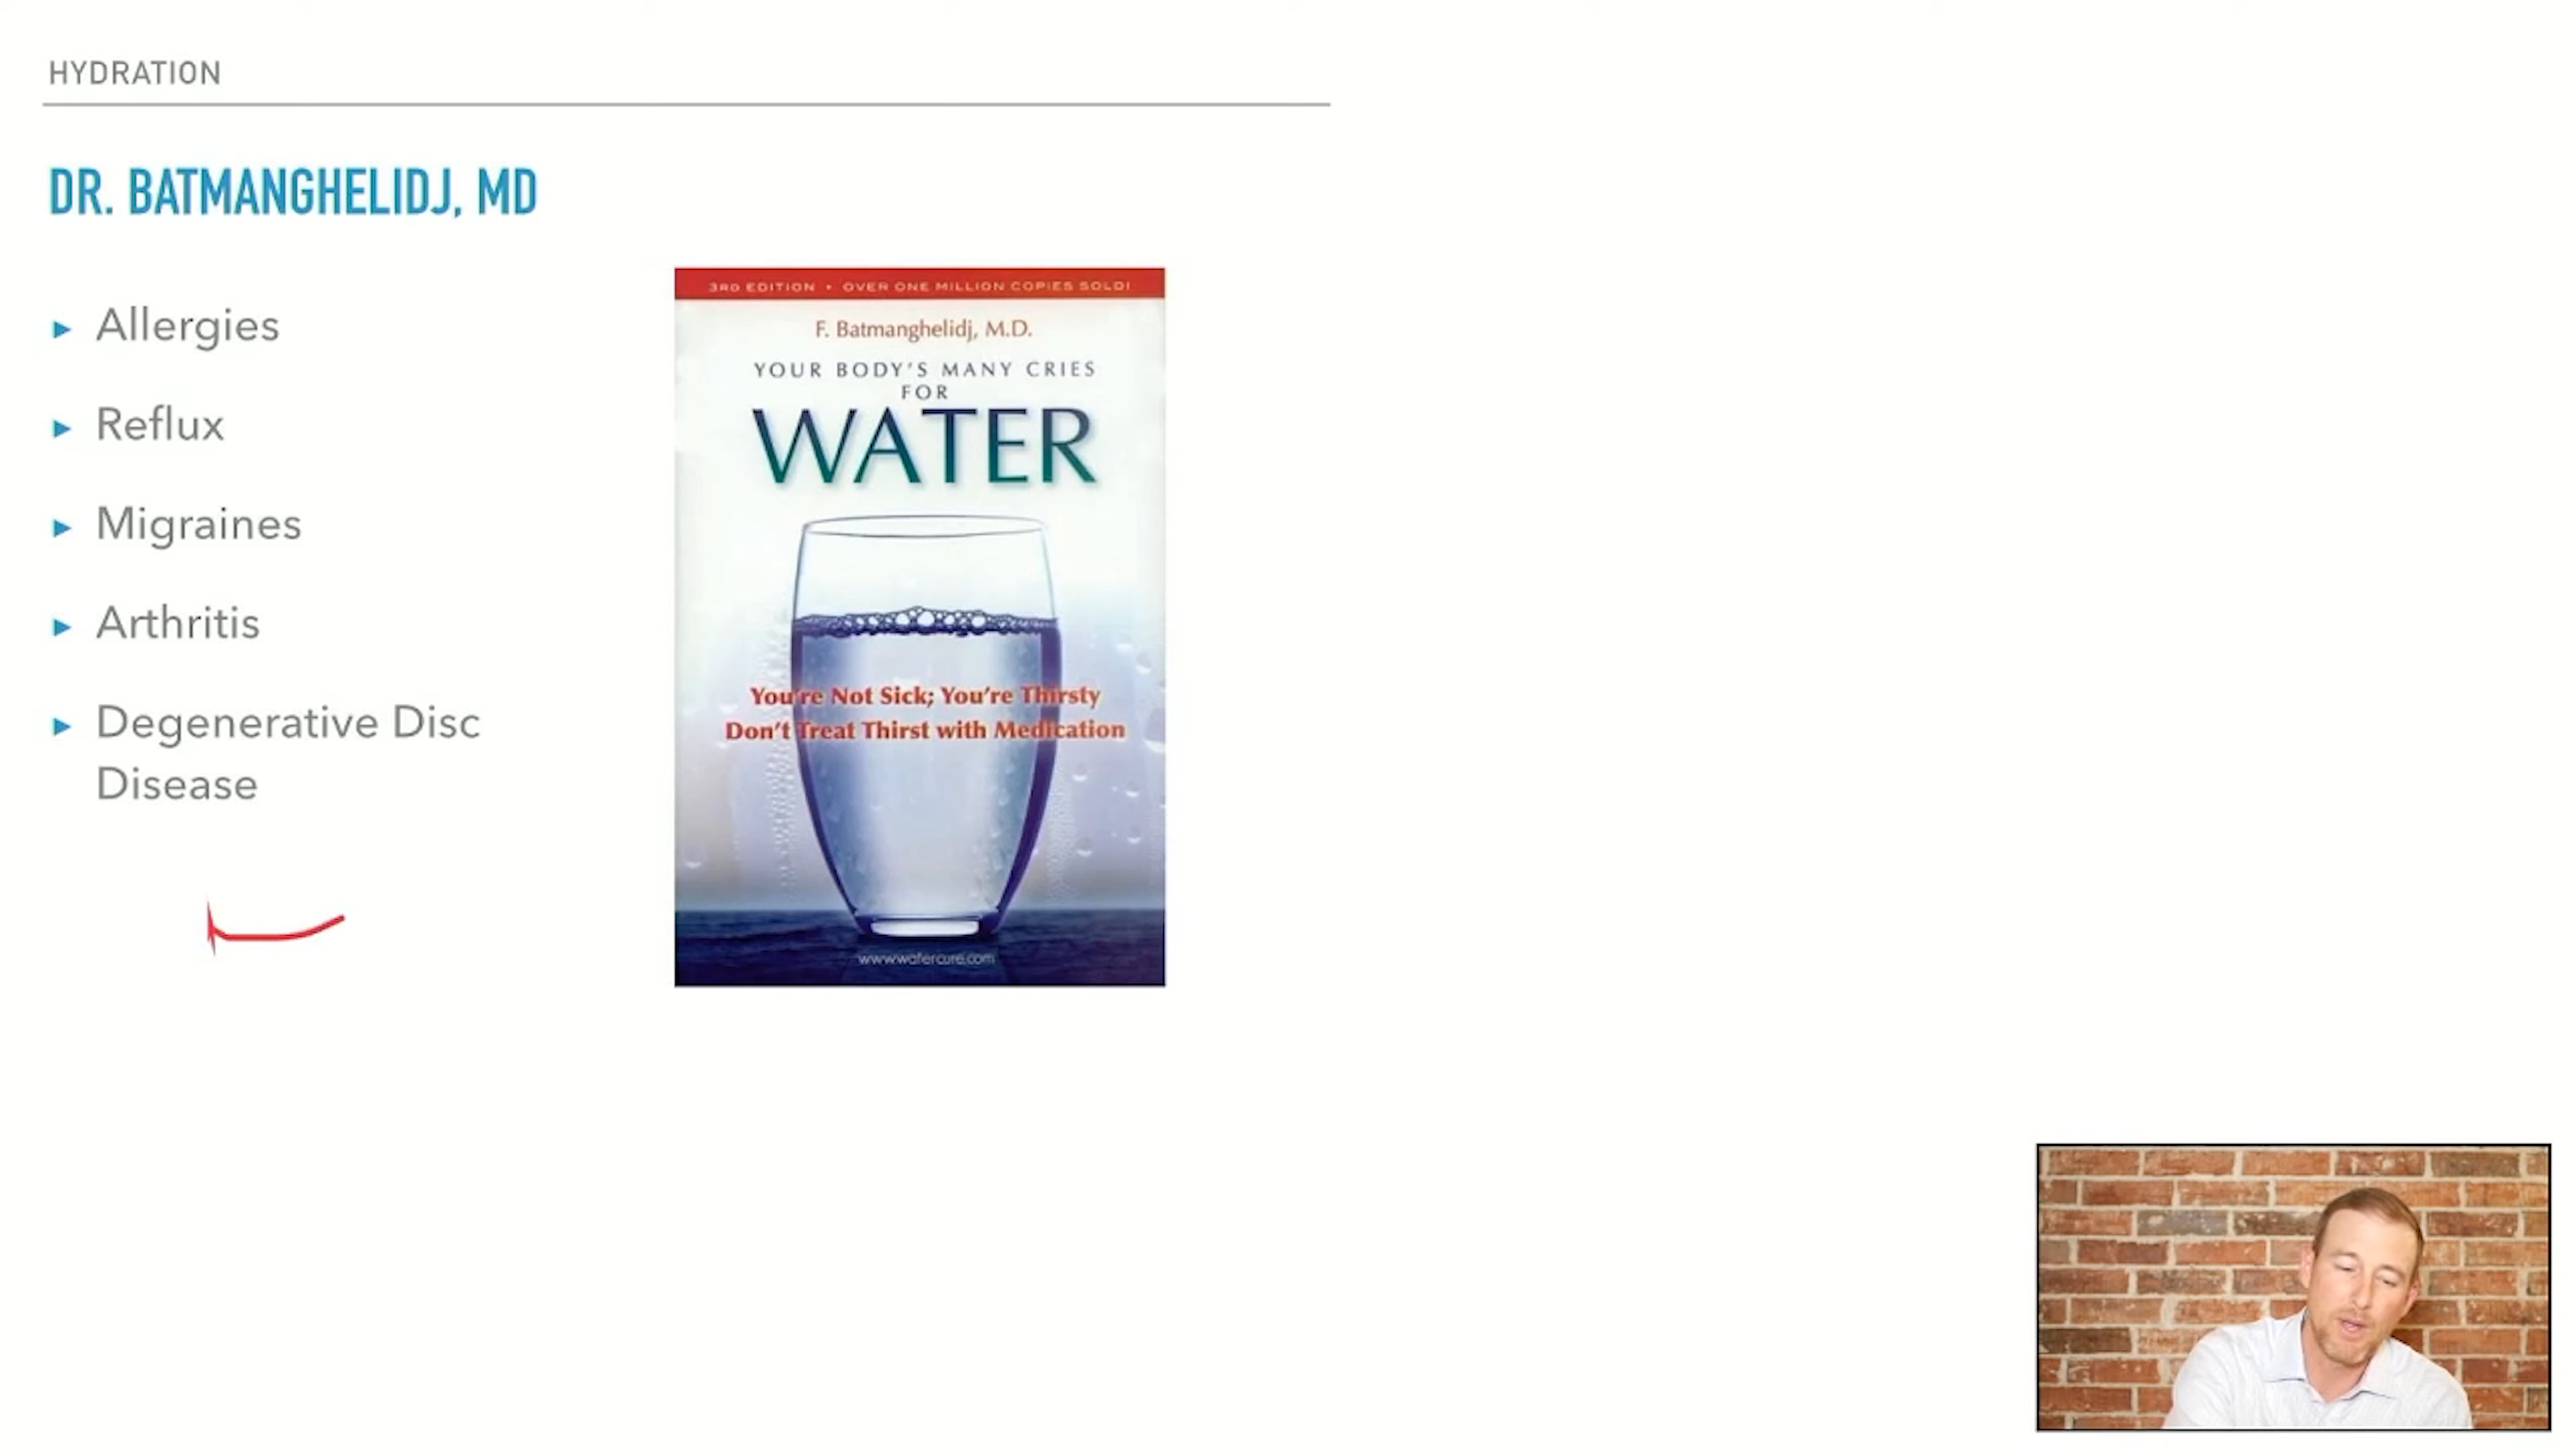 HYDRATION
DR. BATMANGHELIDJ, MD
Allergies
Reflux
Migraines
Arthritis
Degenerative Disc
Disease
3RD EDITION • OVER ONE MILLION COPIES SOLD!
F. Batmanghelidj, M.D.
YOUR BODY'S MANY CRIES
FOR
WATER
You're Not Sick; You're Thirsty
Don't Treat Thirst with Medication
www.watercure.com